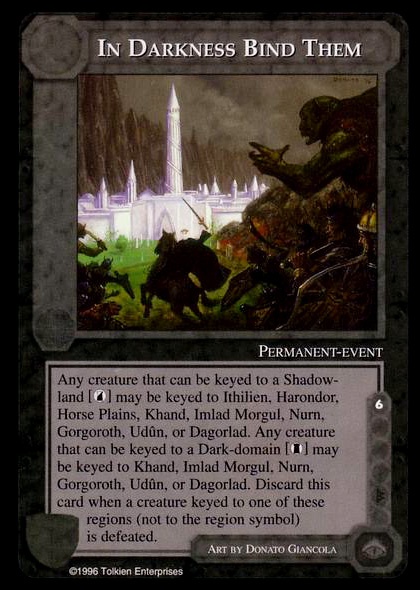 In Darkness Bind Them
Permanent-event
Any creature that can be keyed to a Shadow-
land [ ] may be keyed to Ithilien, Harondor,
Horse Plains, Khand, Imlad Morgul, Nurn,
Gorgoroth, Udûn, or Dagorlad. Any creature
that can be keyed to a Dark-domain [ ] may
be keyed to Khand, Imlad Morgul, Nurn,
Gorgoroth, Udûn, or Dagorlad. Discard this
card when a creature keyed to one of these
regions (not to the region symbol)
is defeated.
6
Art by Donato Giancola
©1996 Tolkien Enterprises